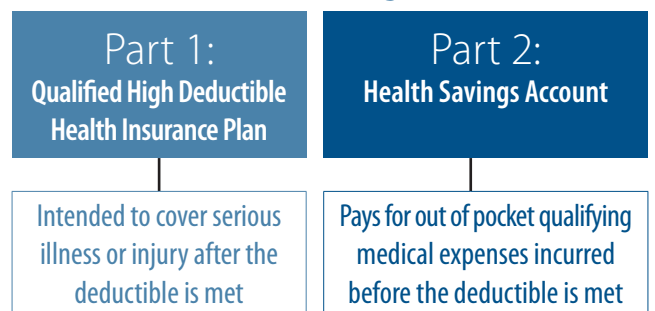 Part 1:
Qualified High Deductible
Health Insurance Plan
Part 2:
Health Savings Account
Intended to cover serious
illness or injury after the
deductible is met
Pays for out of pocket qualifying
medical expenses incurred
before the deductible is met